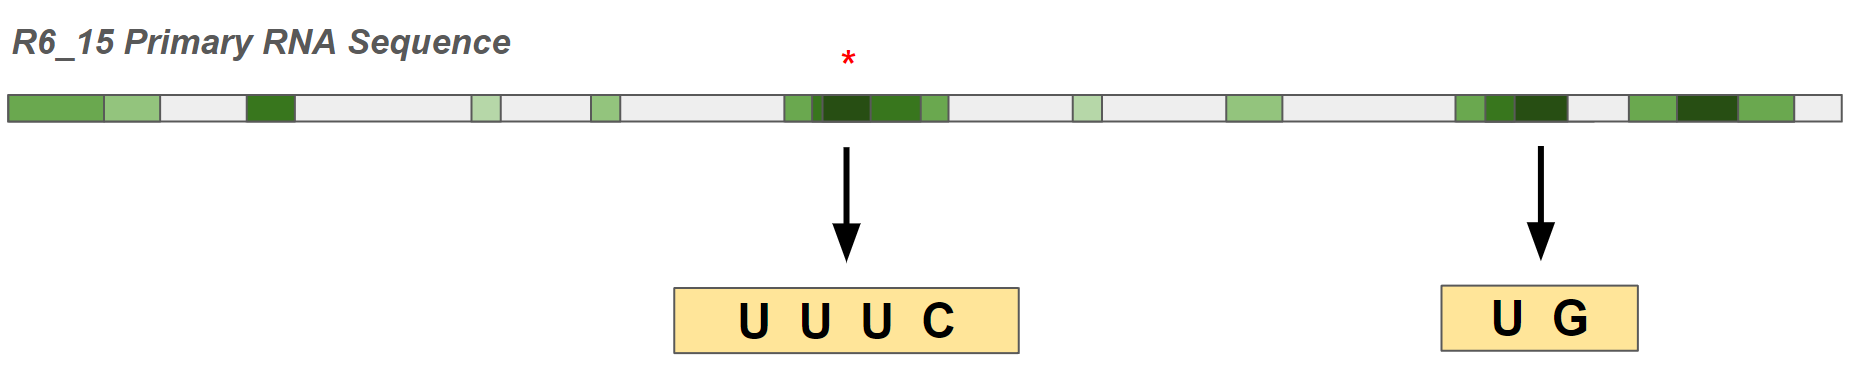 R6_15 Primary RNA Sequence
*
U U U C
U G